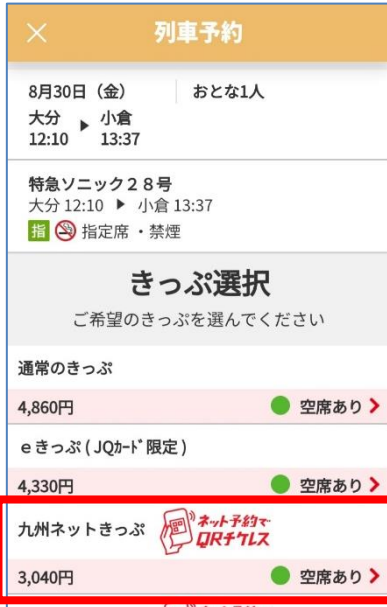 列車予約
8月30日（金） おとな1人
大分 ▶ 小倉
12:10 13:37
特急ソニック２８号
大分 12:10 ▶ 小倉 13:37
指 指定席 ・禁煙
きっぷ選択
ご希望のきっぷを選んでください
通常のきっぷ
4,860円 空席あり
ｅきっぷ ( JQｶｰﾄﾞ限定 )
4,330円 空席あり
九州ネットきっぷ ネット予約で
QRチケレス
3,040円 空席あり